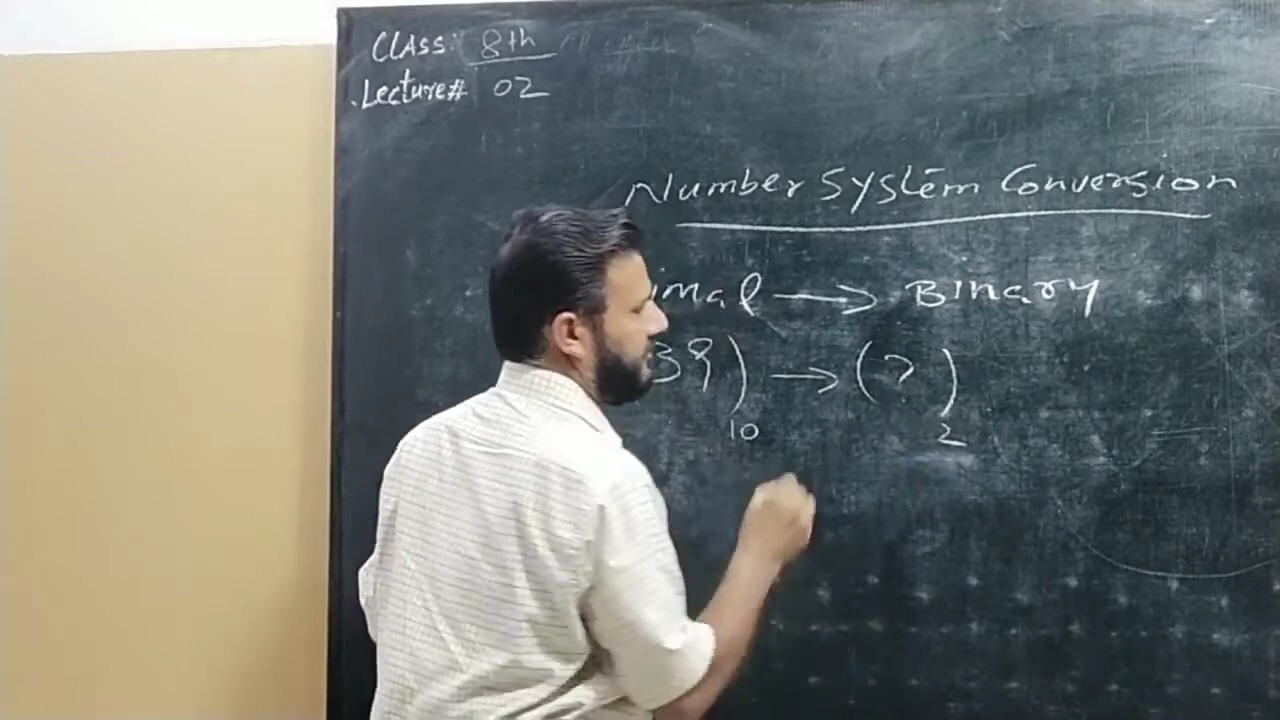 CLASS: 8th
Lecture# 02
Number System Conversion
imal → Binary
39)₁₀ → (?)₂